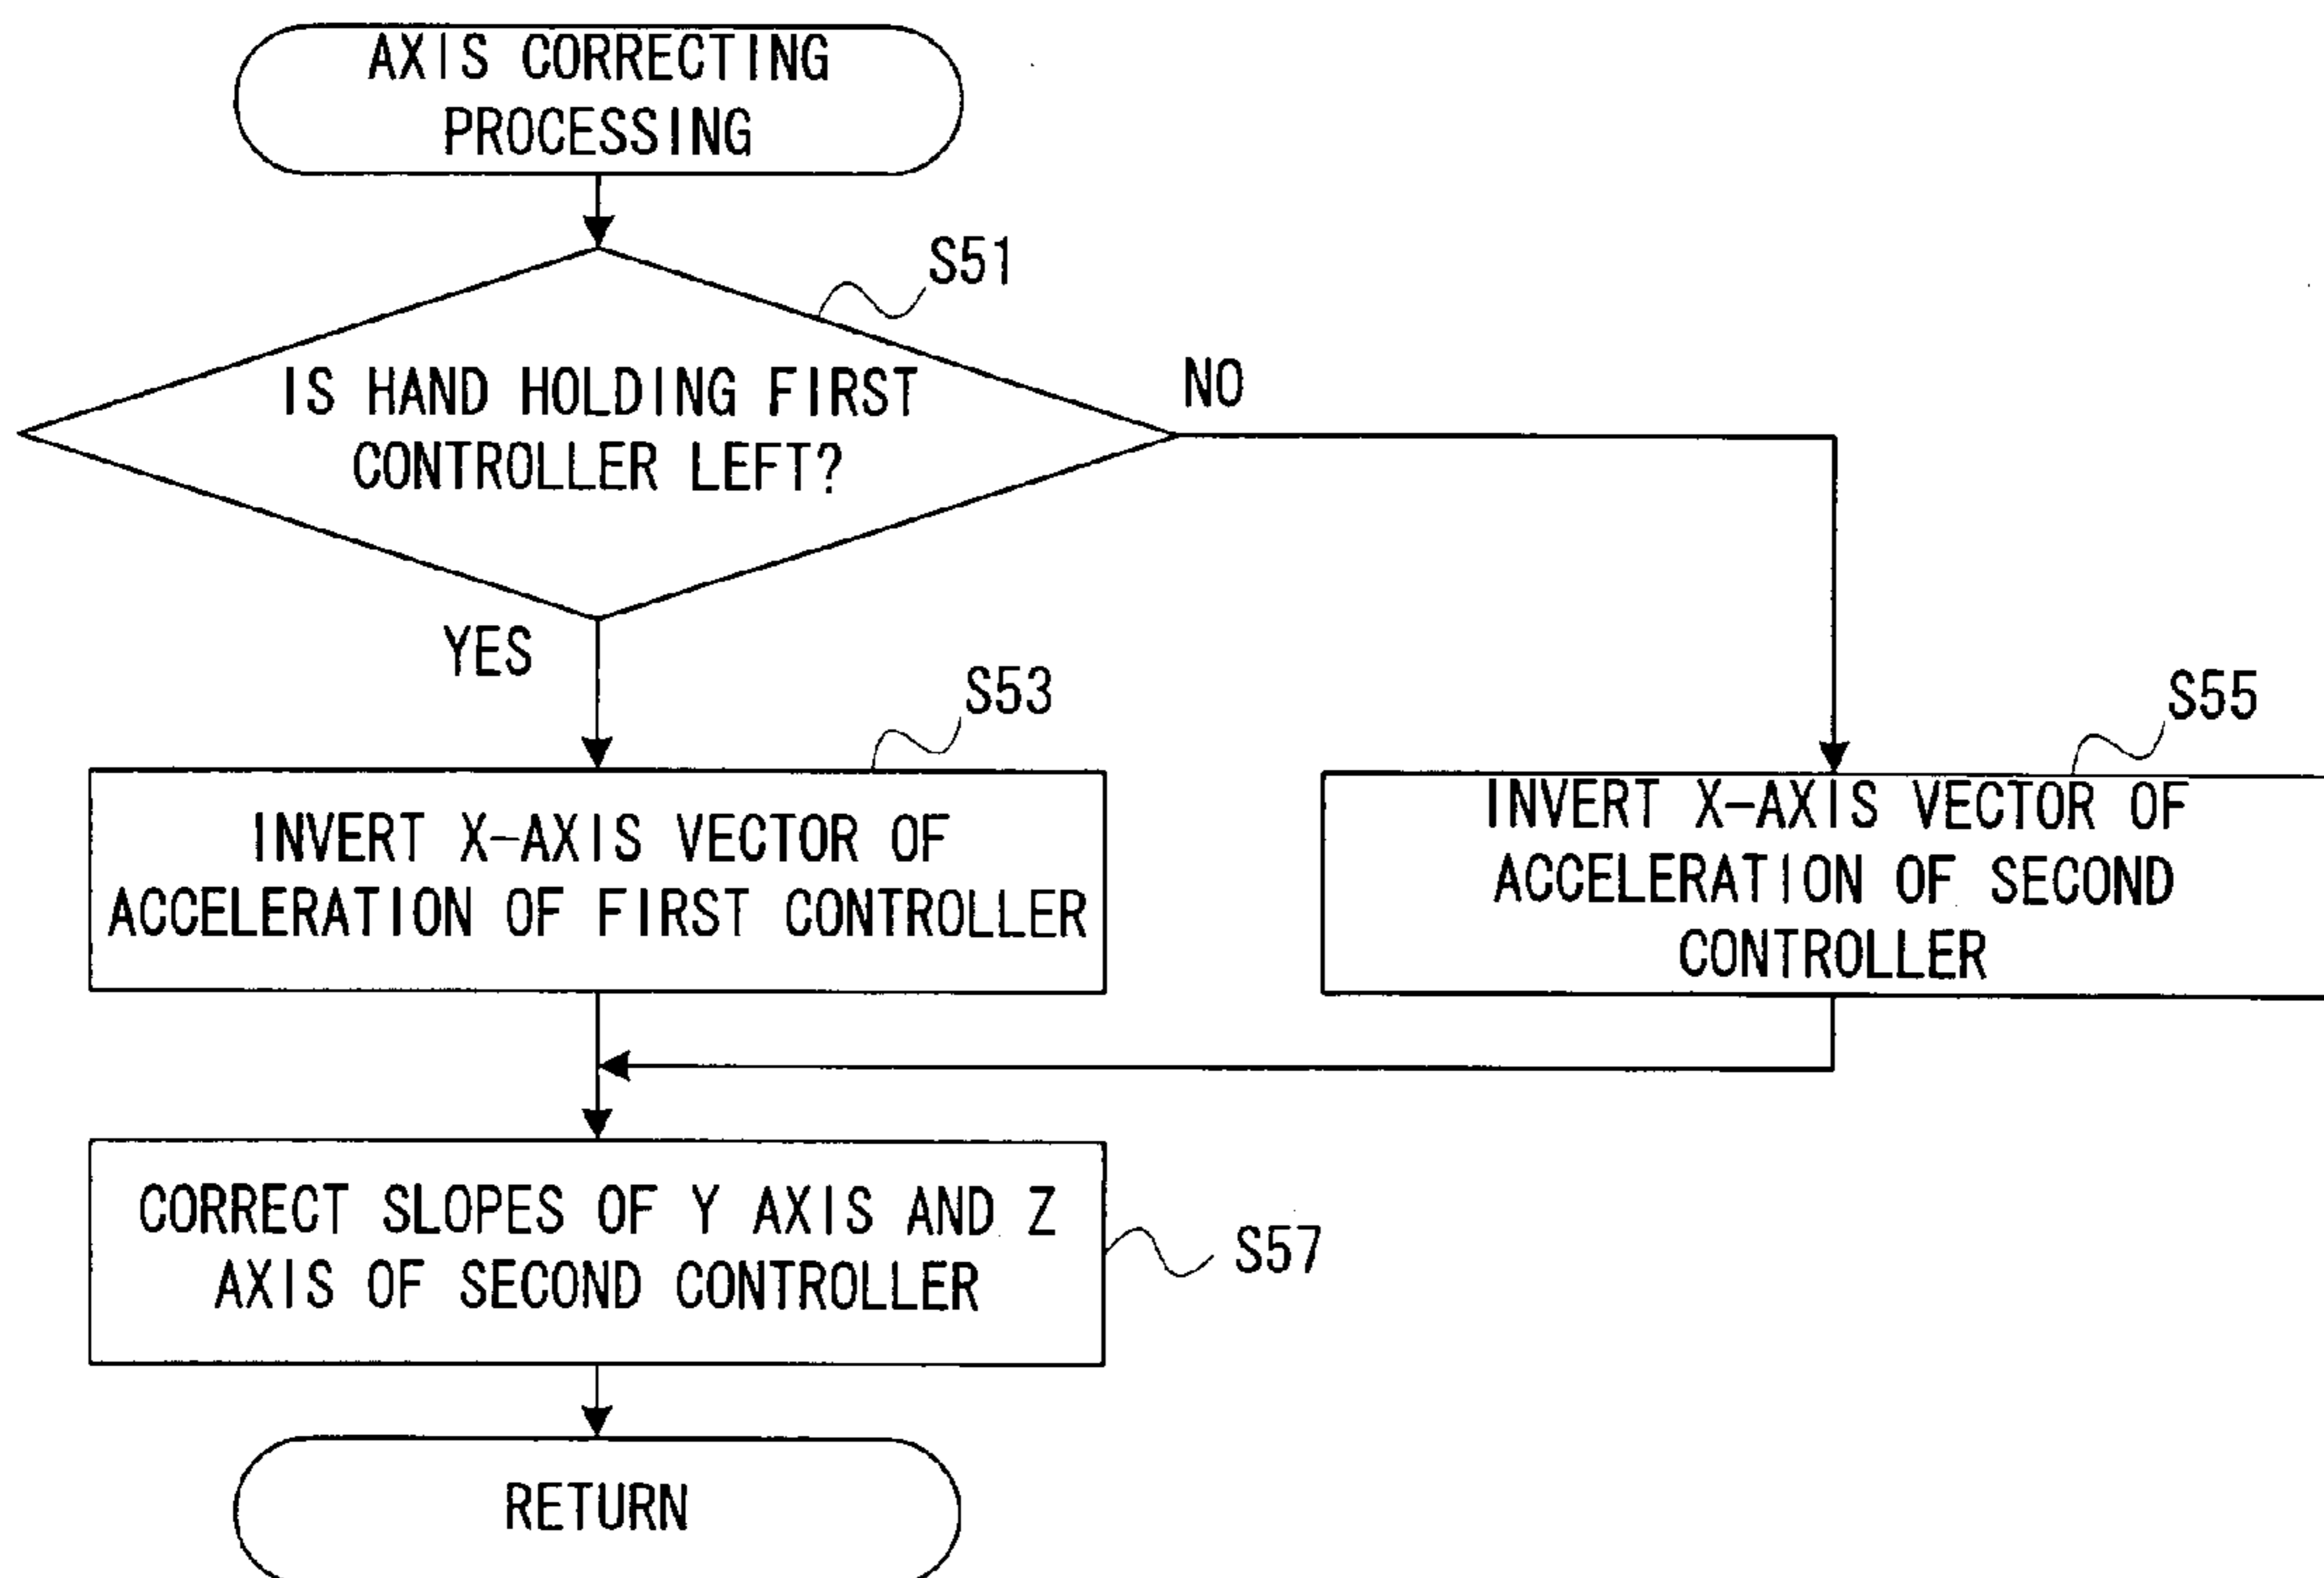 AXIS CORRECTING
PROCESSING
S51
IS HAND HOLDING FIRST
CONTROLLER LEFT?
NO
YES
S53
INVERT X-AXIS VECTOR OF
ACCELERATION OF FIRST CONTROLLER
S55
INVERT X-AXIS VECTOR OF
ACCELERATION OF SECOND
CONTROLLER
CORRECT SLOPES OF Y AXIS AND Z
AXIS OF SECOND CONTROLLER
S57
RETURN